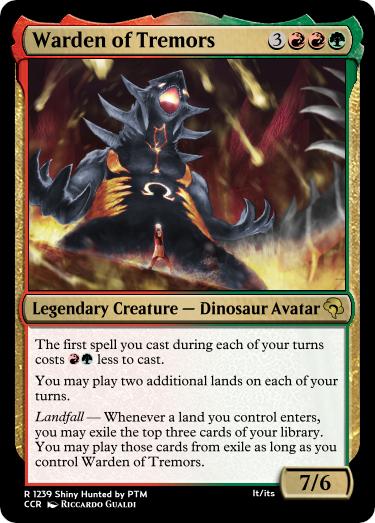 Warden of Tremors 3
Legendary Creature — Dinosaur Avatar
The first spell you cast during each of your turns
costs less to cast.
You may play two additional lands on each of your
turns.
Landfall — Whenever a land you control enters,
you may exile the top three cards of your library.
You may play those cards from exile as long as you
control Warden of Tremors.
7/6
R 1239 Shiny Hunted by PTM It/its
CCR Riccardo Gualdi